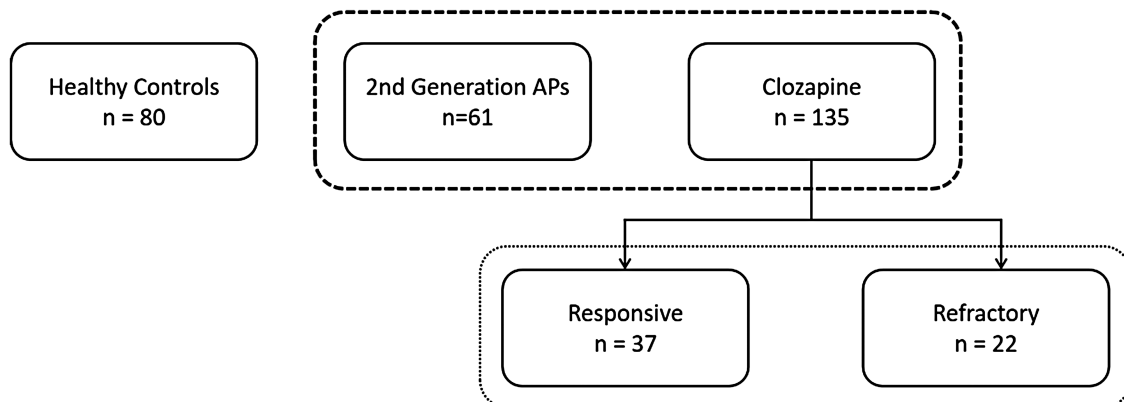 Healthy Controls
n = 80
2nd Generation APs
n=61
Clozapine
n = 135
Responsive
n = 37
Refractory
n = 22